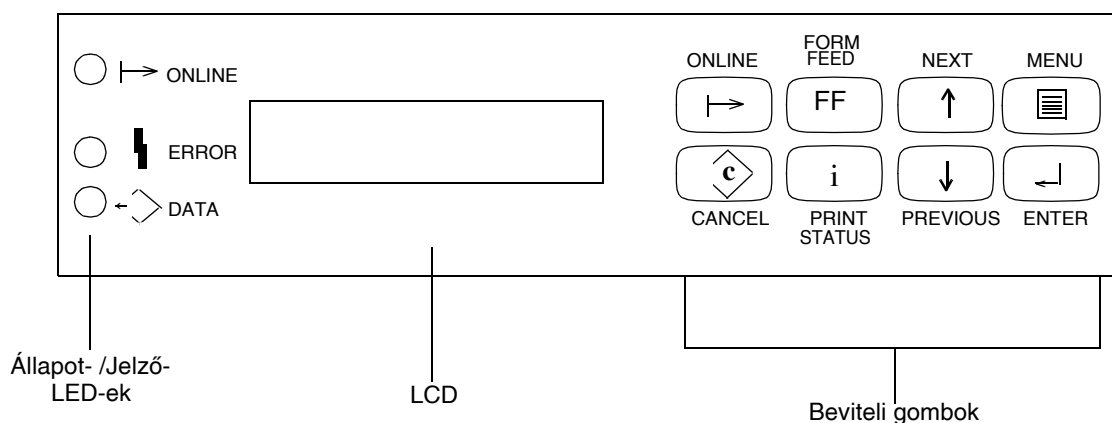 ONLINE
ERROR
DATA
ONLINE
FORM
FEED
NEXT
MENU
FF
c
i
CANCEL
PRINT
STATUS
PREVIOUS
ENTER
Állapot- /Jelző-
LED-ek
LCD
Beviteli gombok